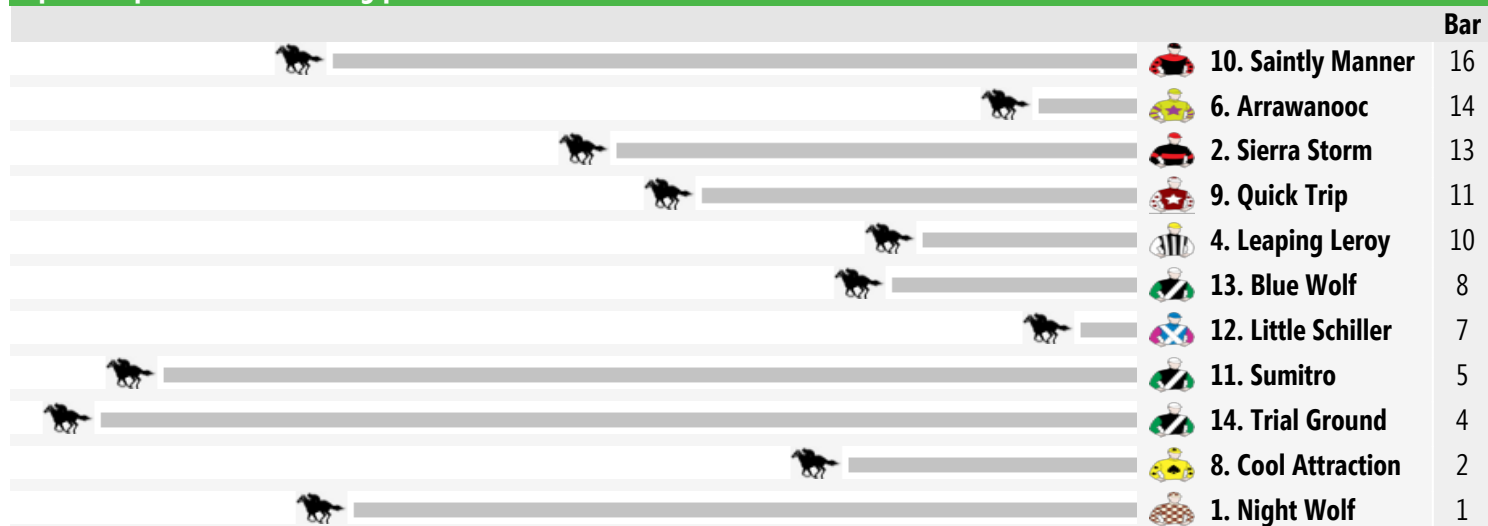 Bar
10. Saintly Manner 16
6. Arrawanooc 14
2. Sierra Storm 13
9. Quick Trip 11
4. Leaping Leroy 10
13. Blue Wolf 8
12. Little Schiller 7
11. Sumitro 5
14. Trial Ground 4
8. Cool Attraction 2
1. Night Wolf 1